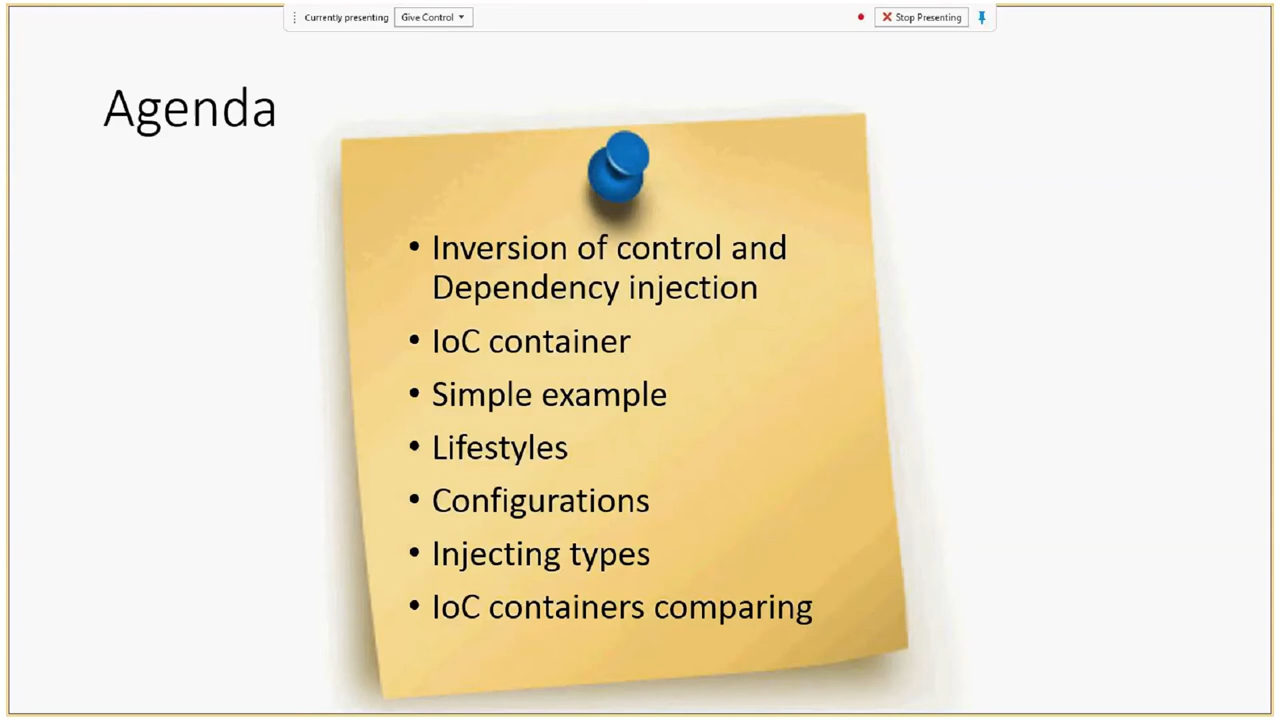 Currently presenting Give Control Stop Presenting
Agenda
• Inversion of control and
Dependency injection
• IoC container
• Simple example
• Lifestyles
• Configurations
• Injecting types
• IoC containers comparing